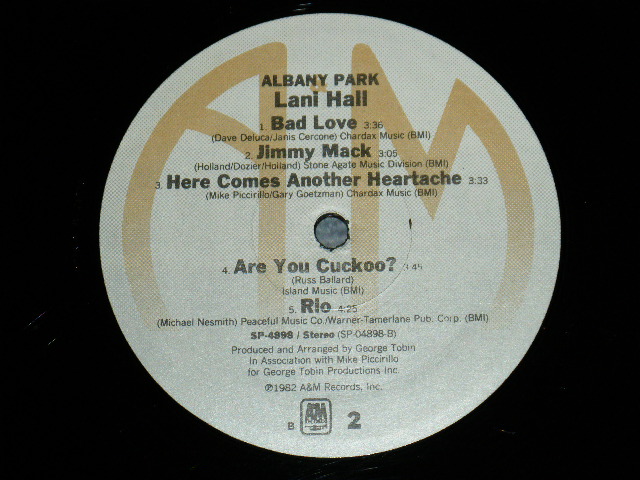 ALBANY PARK
Lani Hall
1. Bad Love 3:36
(Dave Deluca/Janis Cercone) Chardax Music (BMI)
2. Jimmy Mack 3:05
(Holland/Dozier/Holland) Stone Agate Music Division (BMI)
3. Here Comes Another Heartache 3:33
(Mike Piccirillo/Gary Goetzman) Chardax Music (BMI)
4. Are You Cuckoo? 3:45
(Russ Ballard)
Island Music (BMI)
5. Rio 4:25
(Michael Nesmith) Peaceful Music Co./Warner-Tamerlane Pub. Corp. (BMI)
SP-4898 / Stereo (SP-04898-B)
Produced and Arranged by George Tobin
In Association with Mike Piccirillo
for George Tobin Productions Inc.
℗1982 A&M Records, Inc.
B A&M RECORDS 2